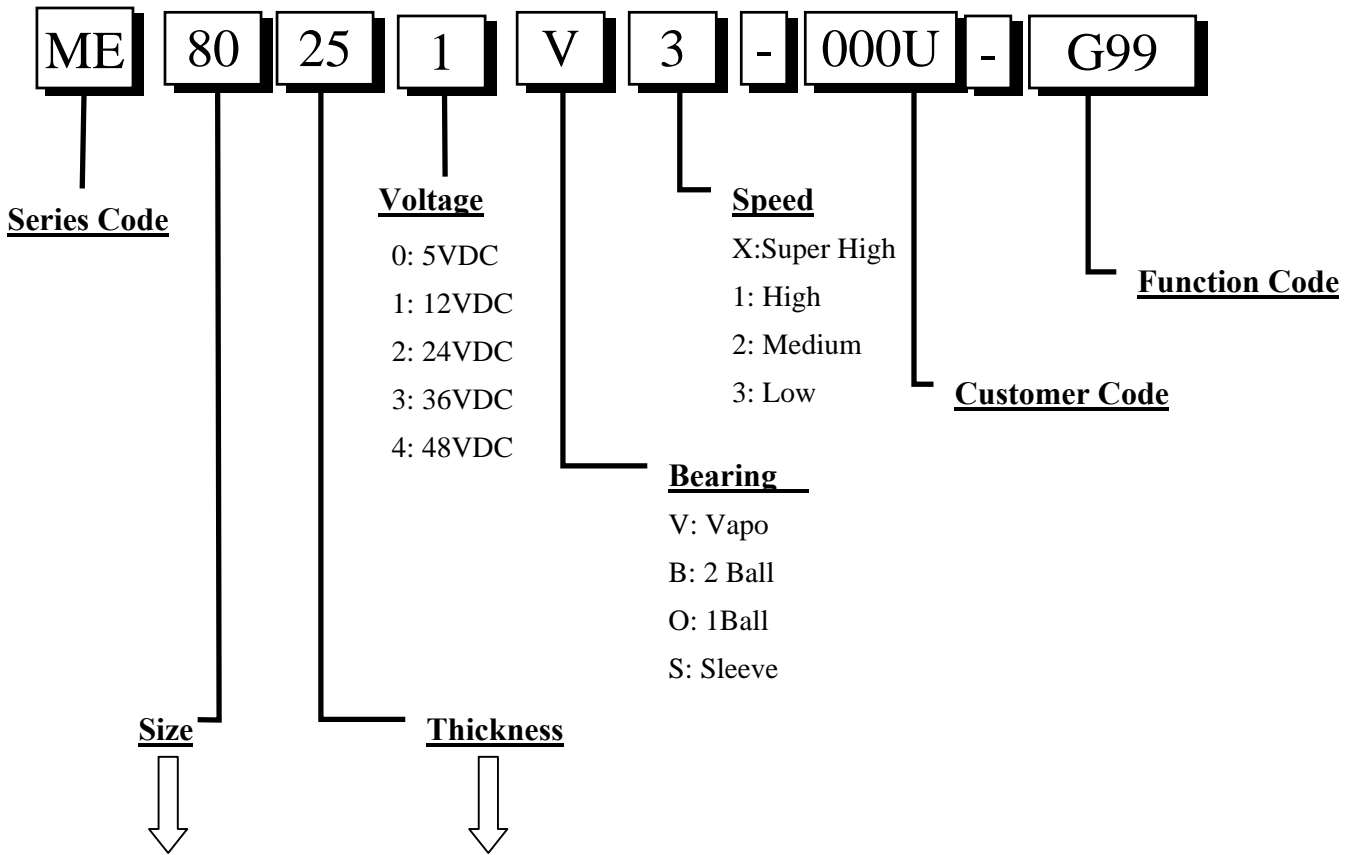 ME 80 25 1 V 3 - 000U - G99
Series Code
Voltage
0: 5VDC
1: 12VDC
2: 24VDC
3: 36VDC
4: 48VDC
Speed
X:Super High
1: High
2: Medium
3: Low
Function Code
Customer Code
Bearing
V: Vapo
B: 2 Ball
O: 1Ball
S: Sleeve
Size
Thickness